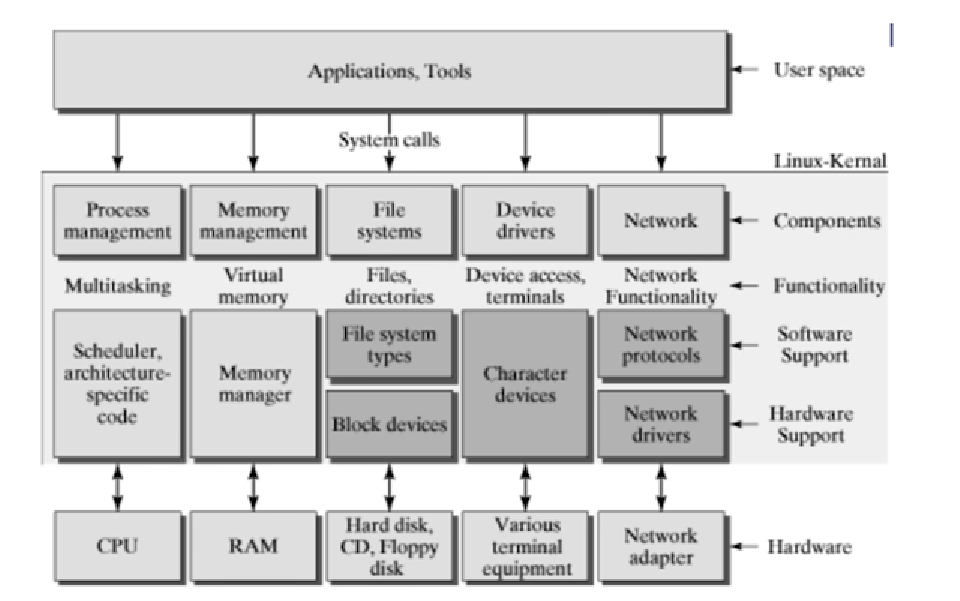 Applications, Tools
User space
System calls
Linux-Kernal
Process
management
Memory
management
File
systems
Device
drivers
Network
Components
Multitasking
Virtual
memory
Files,
directories
Device access,
terminals
Network
Functionality
Functionality
Scheduler,
architecture-
specific
code
Memory
manager
File system
types
Block devices
Character
devices
Network
protocols
Network
drivers
Software
Support
Hardware
Support
CPU
RAM
Hard disk,
CD, Floppy
disk
Various
terminal
equipment
Network
adapter
Hardware